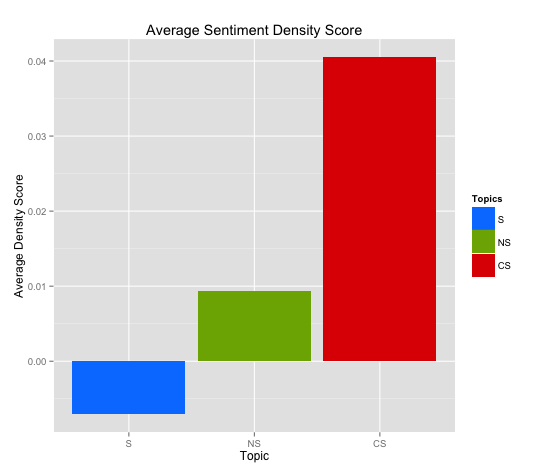 Average Sentiment Density Score
Average Density Score
0.04
0.03
0.02
0.01
0.00
S
NS
CS
Topic
Topics
S
NS
CS